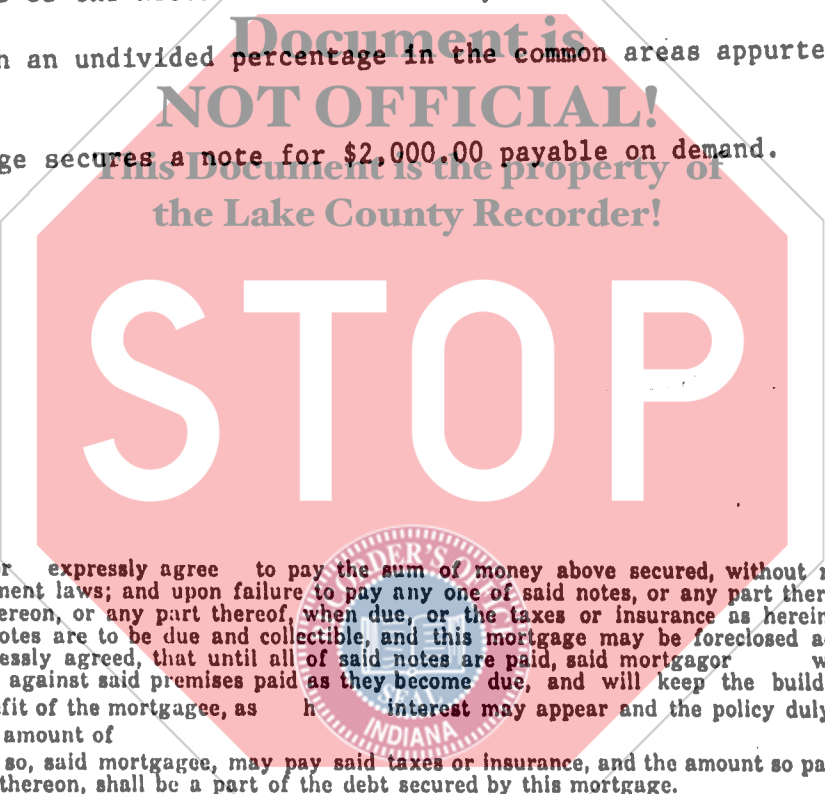 Document is
h an undivided percentage in the common areas appurte
NOT OFFICIAL!
ge secures a note for $2,000.00 payable on demand.
This Document is the property of
the Lake County Recorder!
STOP
r expressly agree to pay the sum of money above secured, without
ment laws; and upon failure to pay any one of said notes, or any part ther
ereon, or any part thereof, when due, or the taxes or insurance as herein
otes are to be due and collectible, and this mortgage may be foreclosed a
essly agreed, that until all of said notes are paid, said mortgagor w
against said premises paid as they become due, and will keep the build
fit of the mortgagee, as h interest may appear and the policy duly
amount of
so, said mortgagee, may pay said taxes or insurance, and the amount so pa
thereon, shall be a part of the debt secured by this mortgage.
SEAL
INDIANA